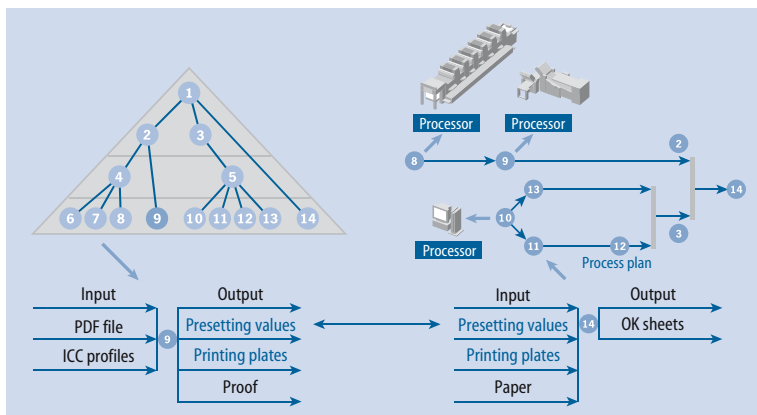 1
2
3
4
5
6
7
8
9
10
11
12
13
14
Processor
Processor
8
9
2
14
13
10
11
12
3
Processor
Process plan
Input
Output
PDF file
Presetting values
9
ICC profiles
Printing plates
Proof
Input
Output
Presetting values
14
OK sheets
Printing plates
Paper